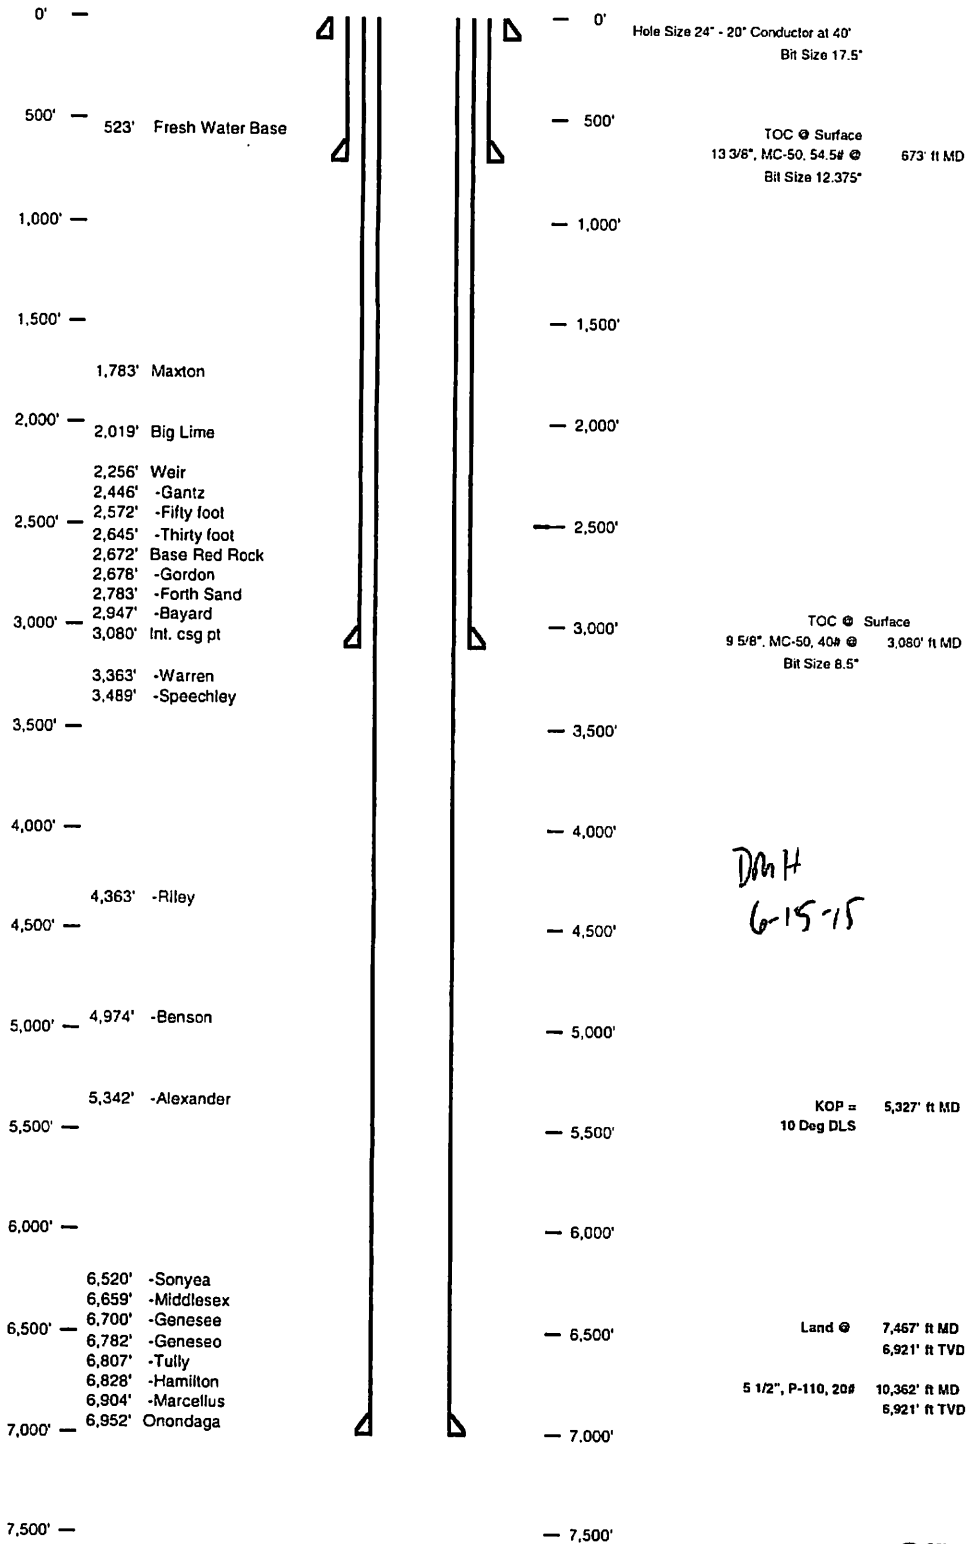 0'
500'
523' Fresh Water Base
1,000'
1,500'
1,783' Maxton
2,000'
2,019' Big Lime
2,256' Weir
2,446' -Gantz
2,500'
2,572' -Fifty foot
2,645' -Thirty foot
2,672' Base Red Rock
2,678' -Gordon
2,783' -Forth Sand
2,947' -Bayard
3,000'
3,080' Int. csg pt
3,363' -Warren
3,489' -Speechley
3,500'
4,000'
4,363' -Riley
4,500'
4,974' -Benson
5,000'
5,342' -Alexander
5,500'
6,000'
6,520' -Sonyea
6,659' -Middlesex
6,700' -Genesee
6,500'
6,782' -Geneseo
6,807' -Tully
6,828' -Hamilton
6,904' -Marcellus
6,952' Onondaga
7,000'
7,500'
0'
500'
1,000'
1,500'
2,000'
2,500'
3,000'
3,500'
4,000'
4,500'
5,000'
5,500'
6,000'
6,500'
7,000'
7,500'
Hole Size 24" - 20" Conductor at 40'
Bit Size 17.5"
TOC @ Surface
13 3/8", MC-50, 54.5# @ 673' ft MD
Bit Size 12.375"
TOC @ Surface
9 5/8", MC-50, 40# @ 3,080' ft MD
Bit Size 8.5"
6-15-15
KOP = 5,327' ft MD
10 Deg DLS
Land @ 7,467' ft MD
6,921' ft TVD
5 1/2", P-110, 20# 10,362' ft MD
6,921' ft TVD